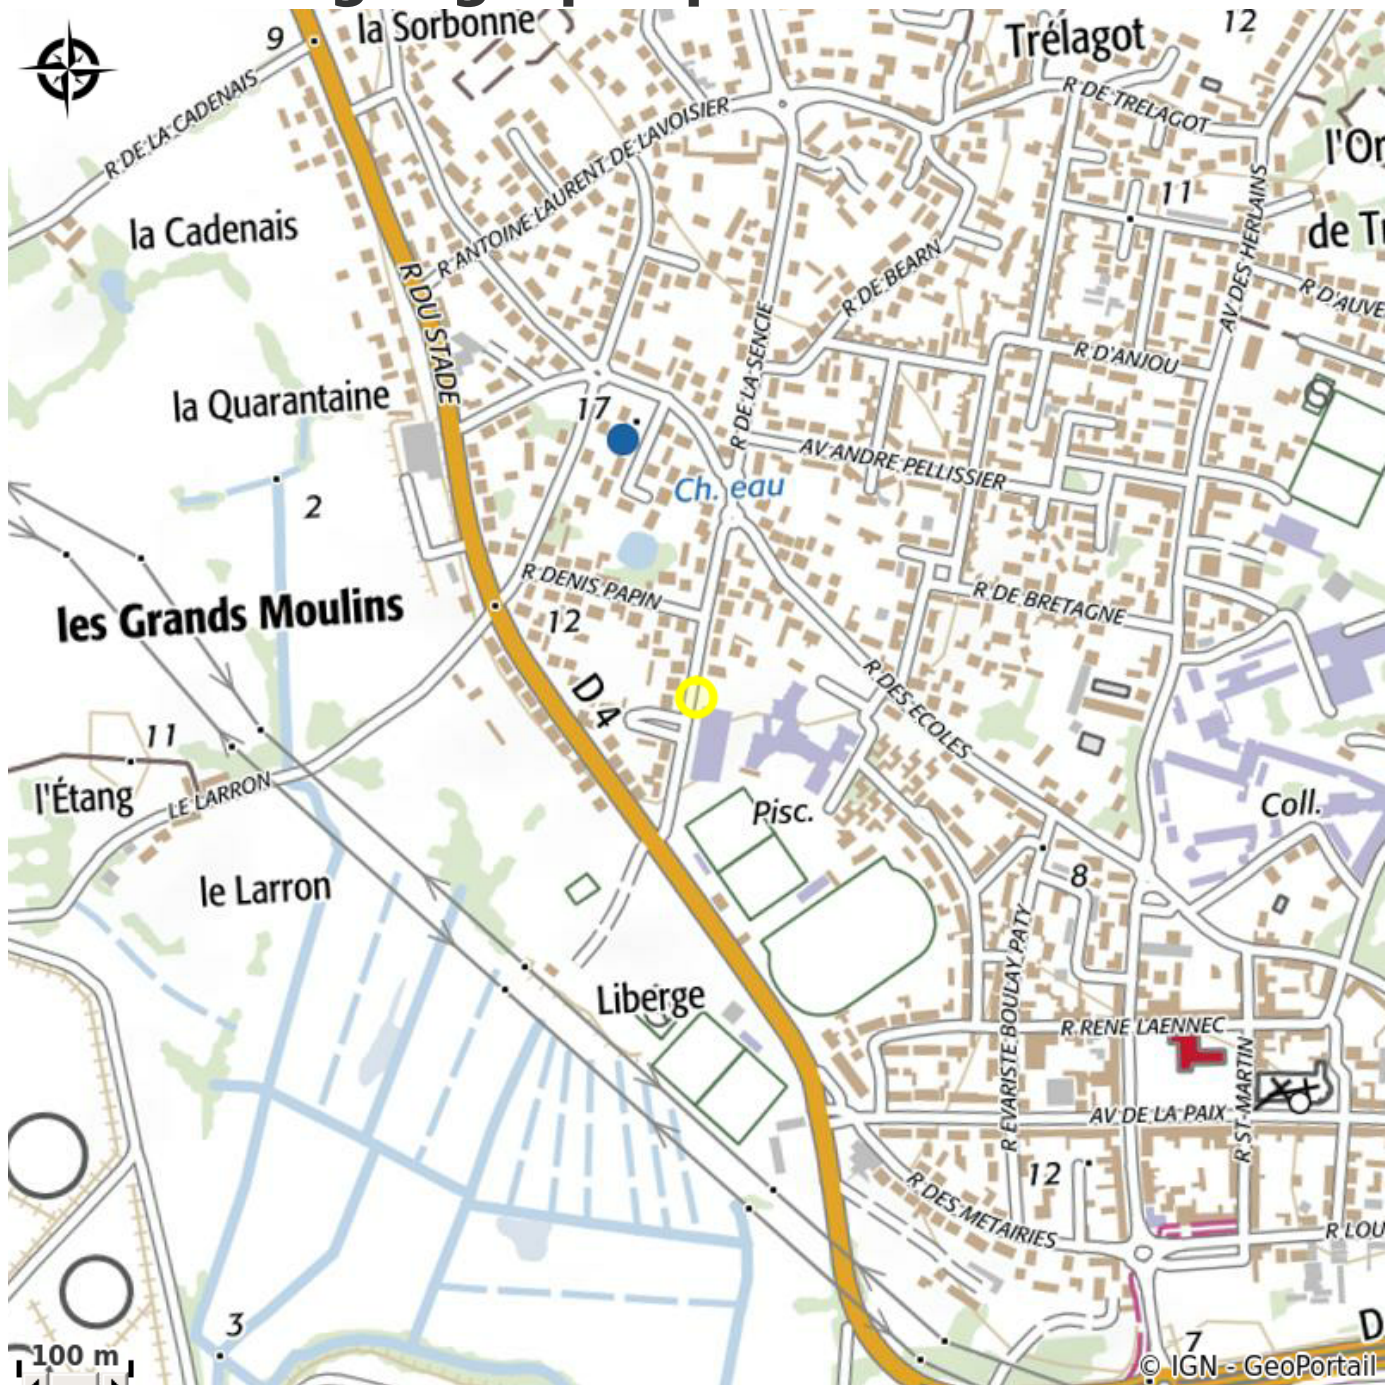 la Sorbonne
9
12
Trélagot
R DE LA CADENAIS
R DE TRELAGOT
R ANTOINE LAURENT DE LAVOISIER
l'Or
11
la Cadenais
de Tr
AV DES HERLAINS
R DE BEARN
R D'AUVE
R DU STADE
R DE LA SENCIE
R D'ANJOU
la Quarantaine
17
AV ANDRE PELLISSIER
Ch. eau
2
R DENIS PAPIN
R DE BRETAGNE
les Grands Moulins
12
D 4
R DES ECOLES
11
l'Étang
LE LARRON
Pisc.
Coll.
le Larron
8
R EVARISTE BOULAY PATY
Liberge
R RENE LAENNEC
R ST-MARTIN
AV DE LA PAIX
12
R DES METAIRIES
R LOU
3
7
D
100 m
© IGN - GeoPortail